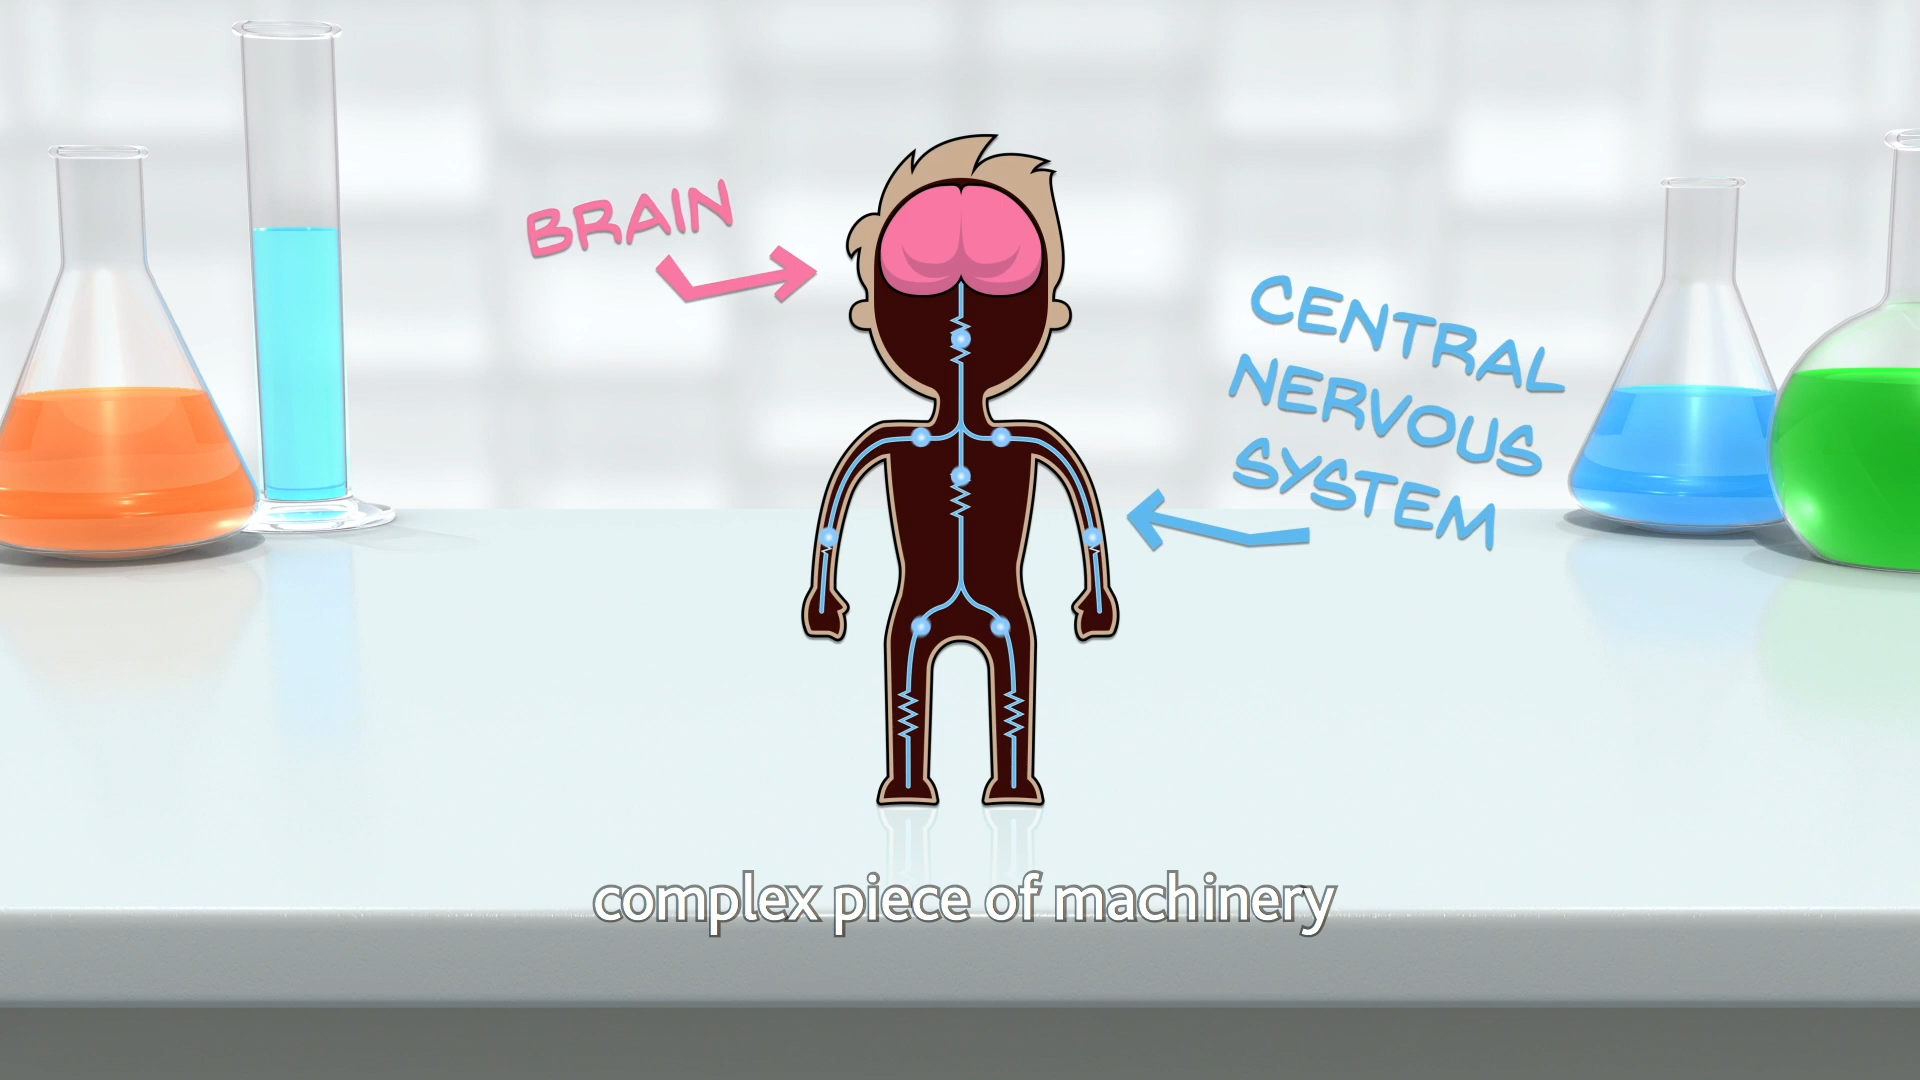 BRAIN
CENTRAL
NERVOUS
SYSTEM
complex piece of machinery